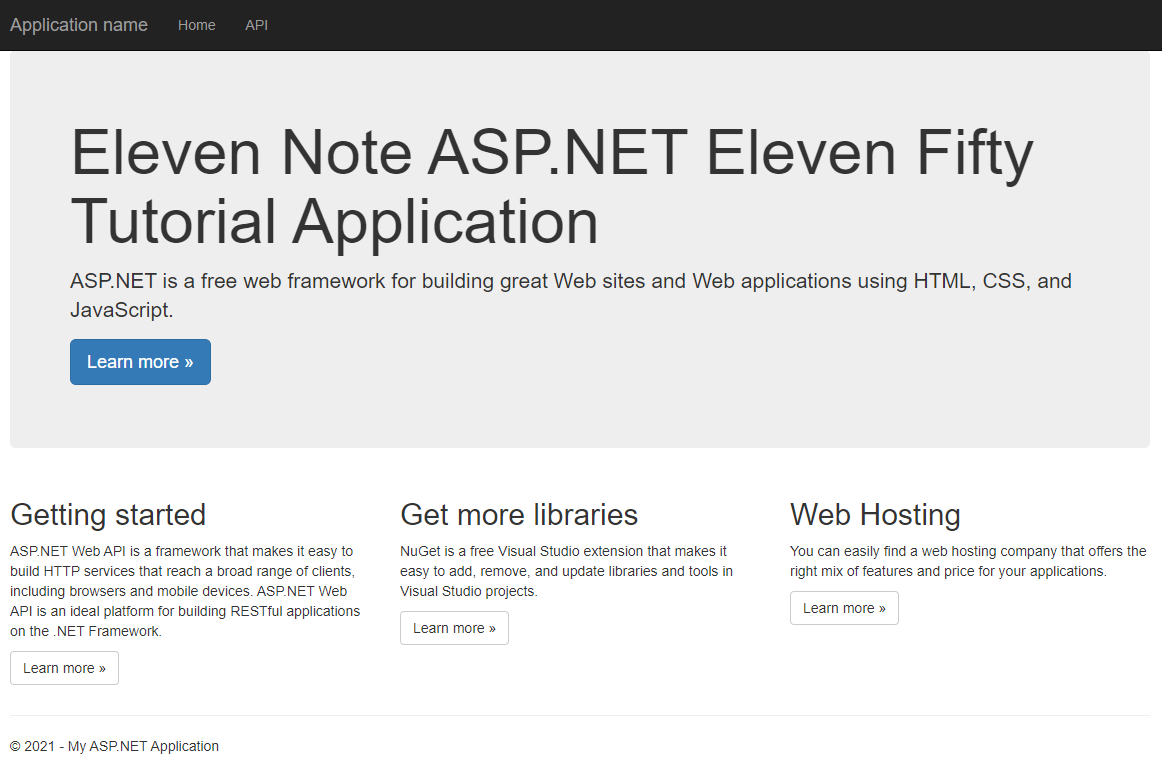 Application name Home API
Eleven Note ASP.NET Eleven Fifty
Tutorial Application
ASP.NET is a free web framework for building great Web sites and Web applications using HTML, CSS, and
JavaScript.
Learn more »
Getting started
ASP.NET Web API is a framework that makes it easy to
build HTTP services that reach a broad range of clients,
including browsers and mobile devices. ASP.NET Web
API is an ideal platform for building RESTful applications
on the .NET Framework.
Learn more »
Get more libraries
NuGet is a free Visual Studio extension that makes it
easy to add, remove, and update libraries and tools in
Visual Studio projects.
Learn more »
Web Hosting
You can easily find a web hosting company that offers the
right mix of features and price for your applications.
Learn more »
© 2021 - My ASP.NET Application